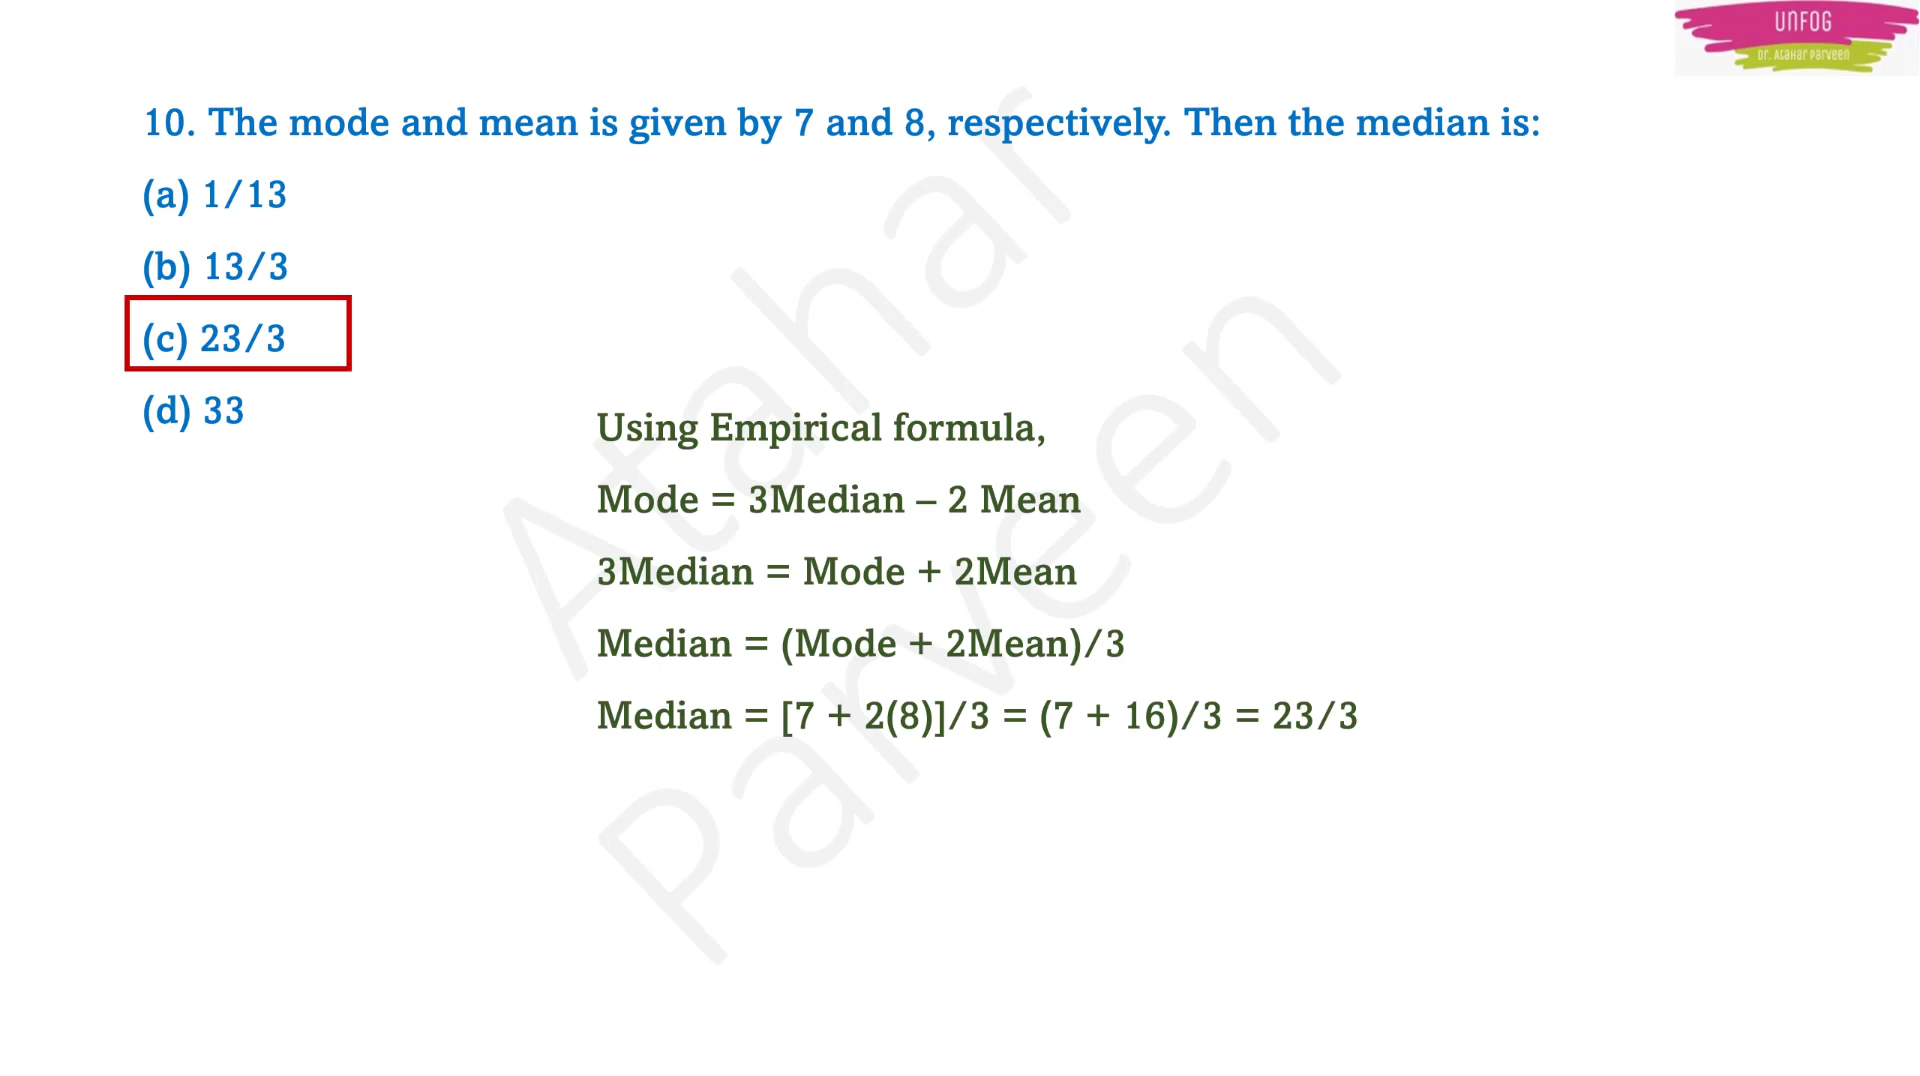 UNFOG
Dr. Atahar Parveen
10. The mode and mean is given by 7 and 8, respectively. Then the median is:
(a) 1/13
(b) 13/3
(c) 23/3
(d) 33
Using Empirical formula,
Mode = 3Median – 2 Mean
3Median = Mode + 2Mean
Median = (Mode + 2Mean)/3
Median = [7 + 2(8)]/3 = (7 + 16)/3 = 23/3
Atahar
Parveen